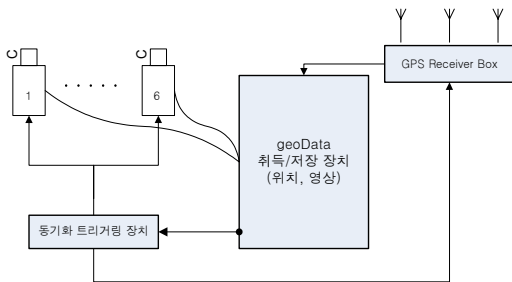 C
C
GPS Receiver Box
1
. . . . .
6
geoData
취득/저장 장치
(위치, 영상)
동기화 트리거링 장치